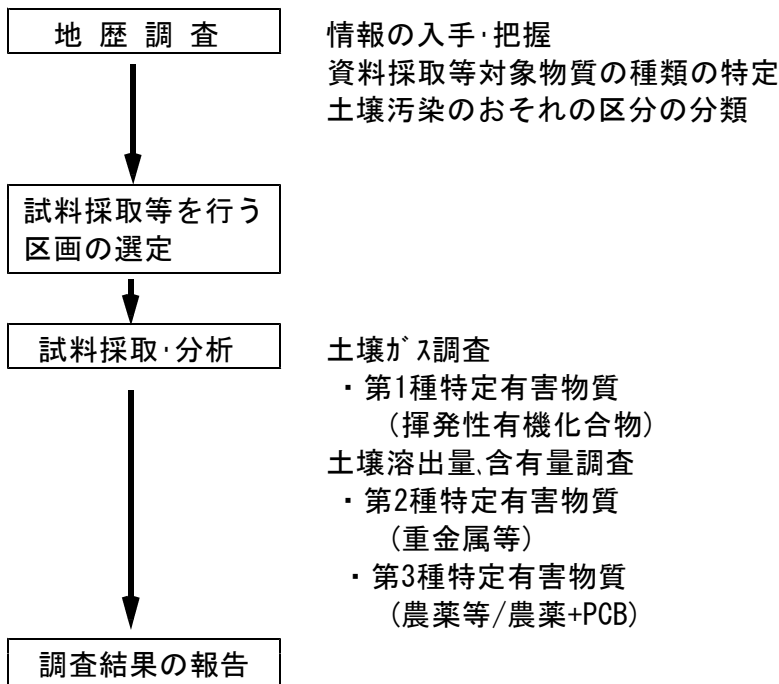 地 歴 調 査
情報の入手･把握
資料採取等対象物質の種類の特定
土壌汚染のおそれの区分の分類
試料採取等を行う
区画の選定
試料採取･分析
土壌ｶﾞｽ調査
・第1種特定有害物質
(揮発性有機化合物)
土壌溶出量､含有量調査
・第2種特定有害物質
(重金属等)
・第3種特定有害物質
(農薬等/農薬+PCB)
調査結果の報告